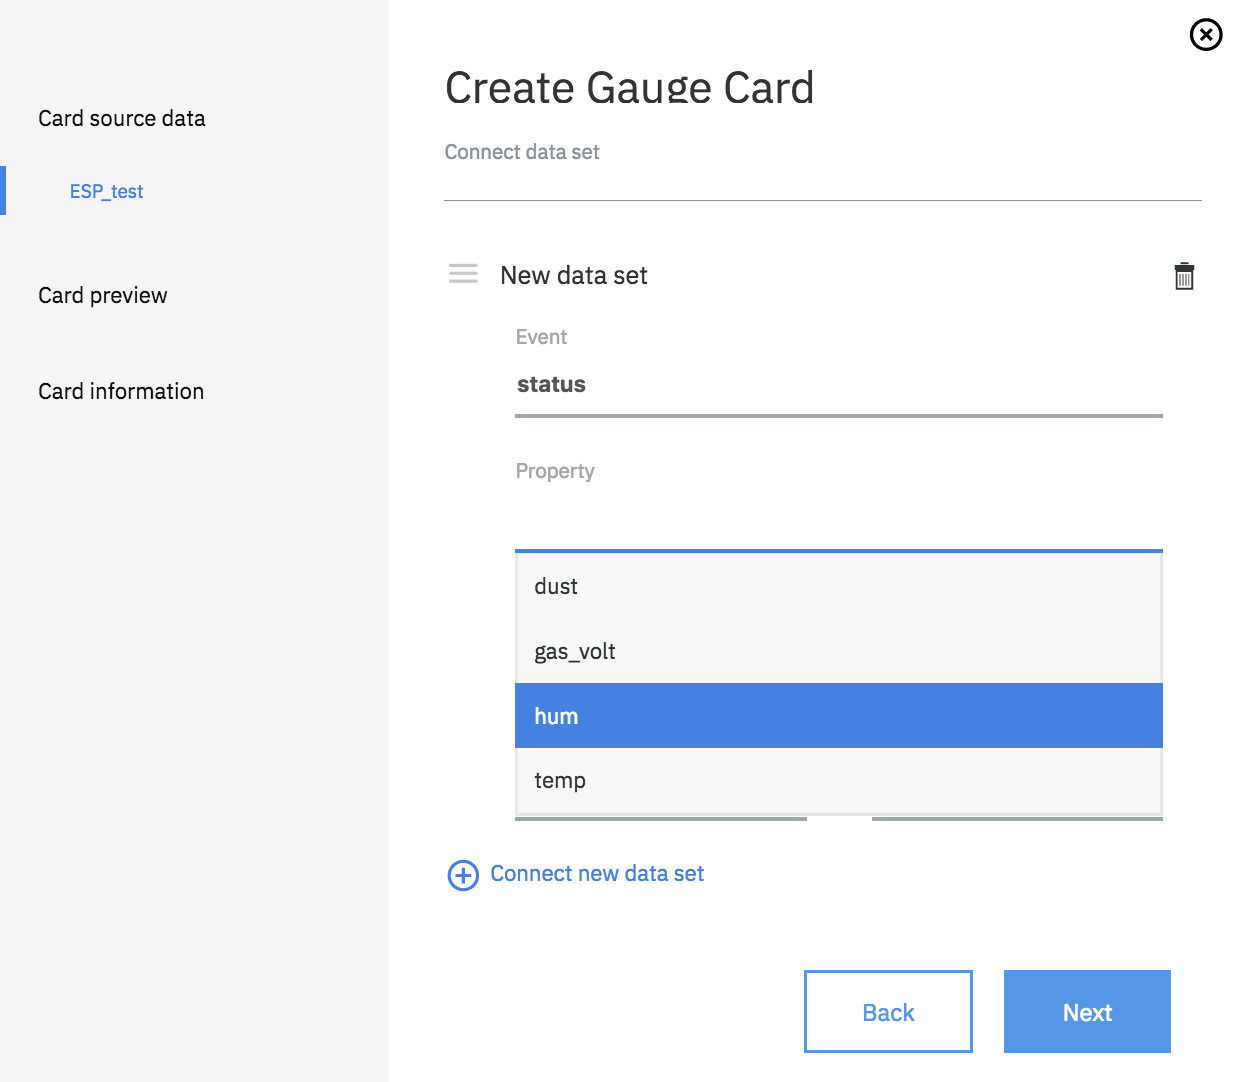 Card source data
ESP_test
Card preview
Card information
Create Gauge Card
Connect data set
New data set
Event
status
Property
dust
gas_volt
hum
temp
Connect new data set
Back
Next